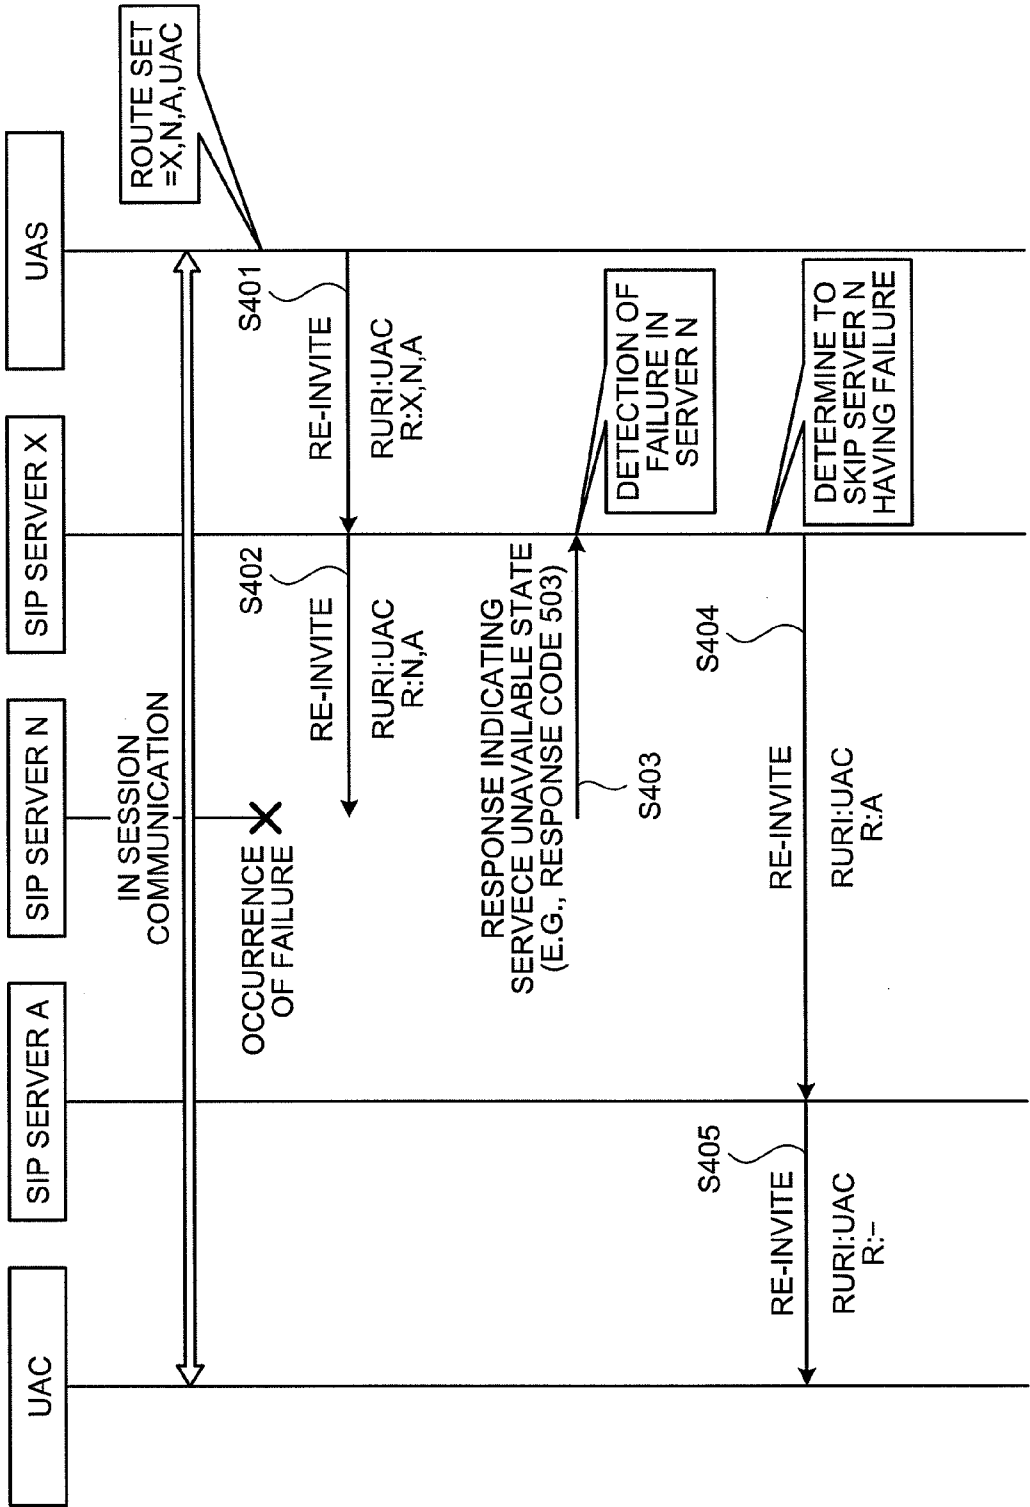 UAC
SIP SERVER A
SIP SERVER N
SIP SERVER X
UAS
IN SESSION
COMMUNICATION
ROUTE SET
=X,N,A,UAC
OCCURRENCE
OF FAILURE
S401
RE-INVITE
RURI:UAC
R:X,N,A
S402
RE-INVITE
RURI:UAC
R:N,A
RESPONSE INDICATING
SERVECE UNAVAILABLE STATE
(E.G., RESPONSE CODE 503)
S403
DETECTION OF
FAILURE IN
SERVER N
DETERMINE TO
SKIP SERVER N
HAVING FAILURE
S404
RE-INVITE
RURI:UAC
R:A
S405
RE-INVITE
RURI:UAC
R:–